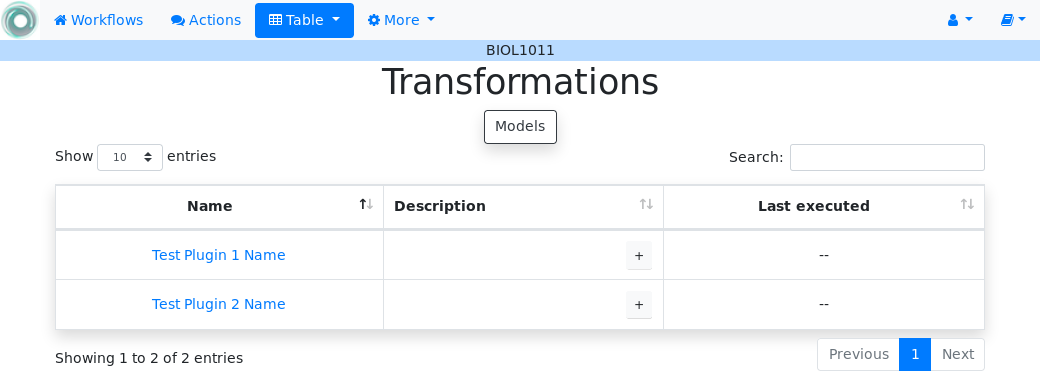 Workflows Actions Table More
BIOL1011
Transformations
Models
Show 10 entries Search:
Name Description Last executed
Test Plugin 1 Name + --
Test Plugin 2 Name + --
Showing 1 to 2 of 2 entries Previous 1 Next